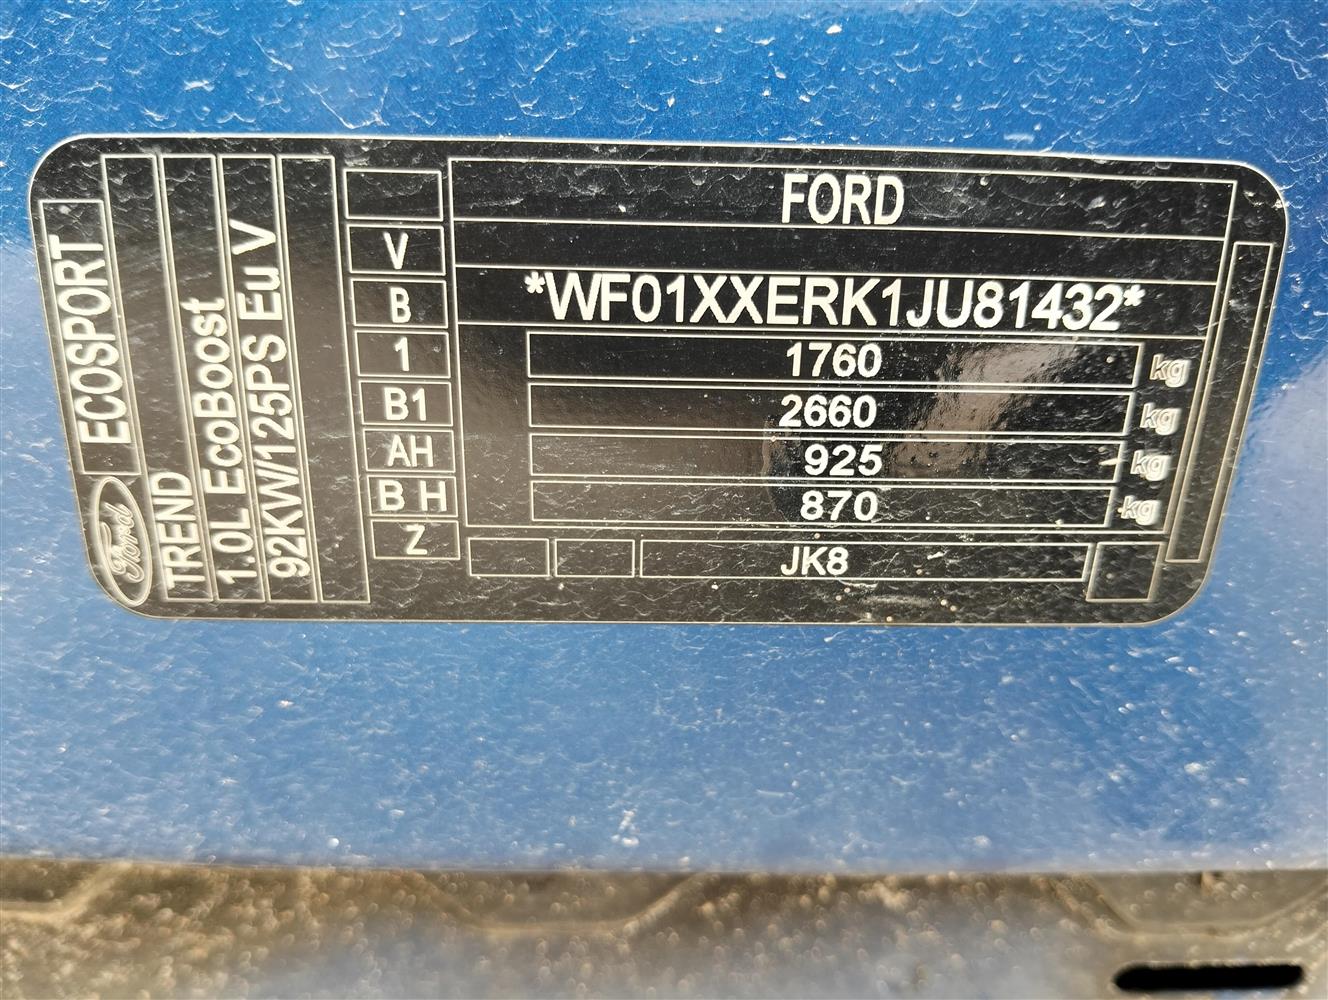 ECOSPORT
Ford
TREND
1.0L EcoBoost
92KW/125PS Eu V
FORD
V
B *WF01XXERK1JU81432*
1 1760 kg
B1 2660 kg
AH 925 kg
B H 870 kg
Z JK8